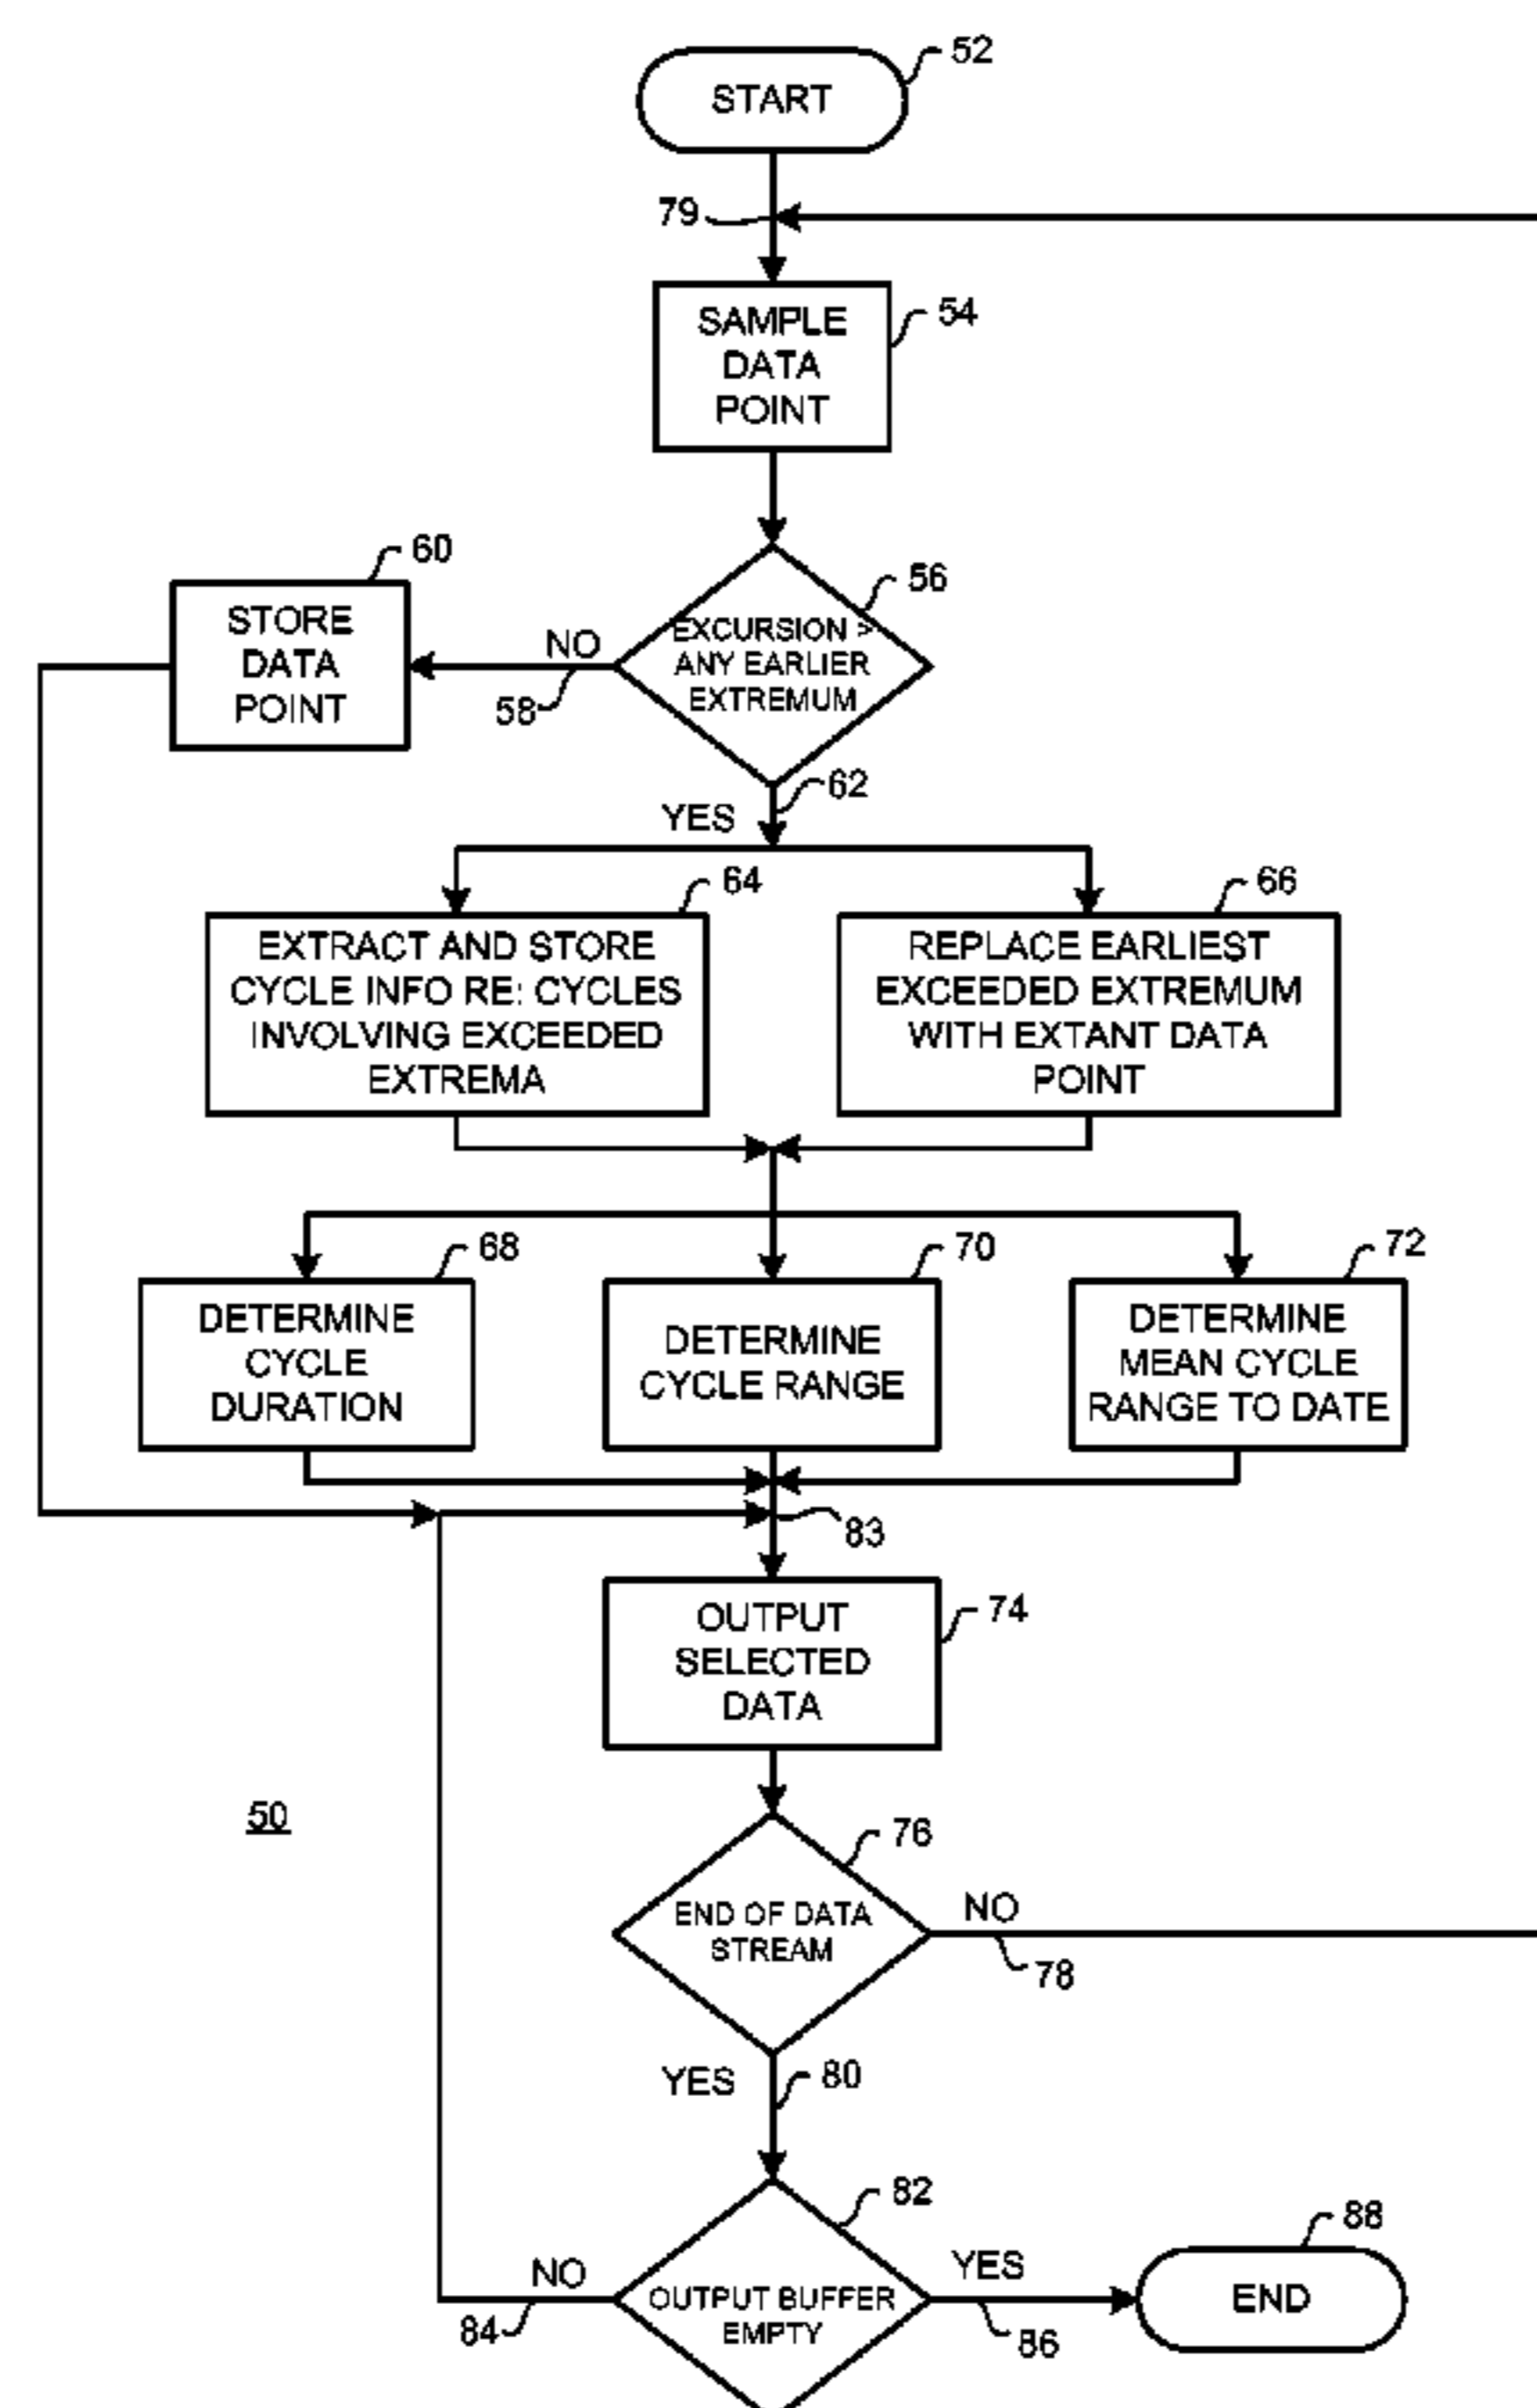 52
START
79
SAMPLE
DATA
POINT
54
60
STORE
DATA
POINT
56
EXCURSION >
ANY EARLIER
EXTREMUM
NO
58
62
YES
64
EXTRACT AND STORE
CYCLE INFO RE: CYCLES
INVOLVING EXCEEDED
EXTREMA
66
REPLACE EARLIEST
EXCEEDED EXTREMUM
WITH EXTANT DATA
POINT
68
DETERMINE
CYCLE
DURATION
70
DETERMINE
CYCLE RANGE
72
DETERMINE
MEAN CYCLE
RANGE TO DATE
83
OUTPUT
SELECTED
DATA
74
50
76
END OF DATA
STREAM
NO
78
YES
80
82
OUTPUT BUFFER
EMPTY
NO
84
YES
86
88
END